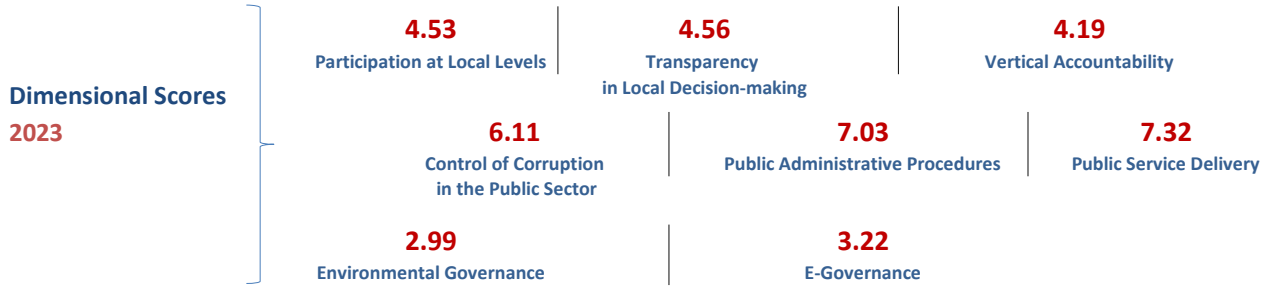 Dimensional Scores
2023
4.53
Participation at Local Levels
4.56
Transparency
in Local Decision-making
4.19
Vertical Accountability
6.11
Control of Corruption
in the Public Sector
7.03
Public Administrative Procedures
7.32
Public Service Delivery
2.99
Environmental Governance
3.22
E-Governance